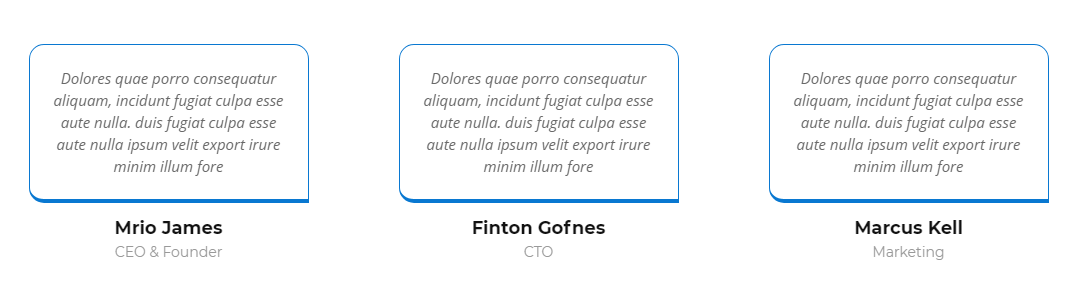 Dolores quae porro consequatur
aliquam, incidunt fugiat culpa esse
aute nulla. duis fugiat culpa esse
aute nulla ipsum velit export irure
minim illum fore
Mrio James
CEO & Founder
Dolores quae porro consequatur
aliquam, incidunt fugiat culpa esse
aute nulla. duis fugiat culpa esse
aute nulla ipsum velit export irure
minim illum fore
Finton Gofnes
CTO
Dolores quae porro consequatur
aliquam, incidunt fugiat culpa esse
aute nulla. duis fugiat culpa esse
aute nulla ipsum velit export irure
minim illum fore
Marcus Kell
Marketing